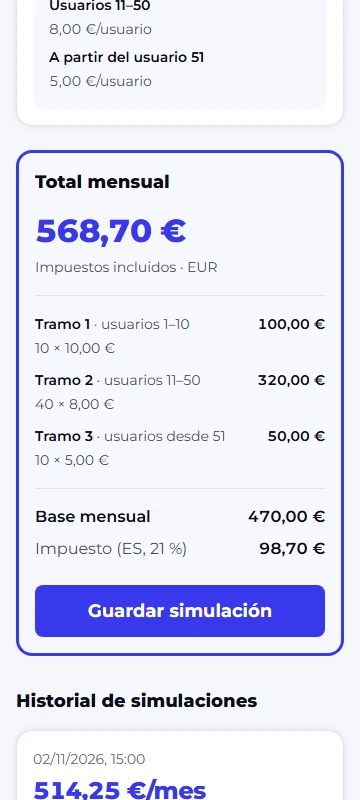 Usuarios 11–50
8,00 €/usuario
A partir del usuario 51
5,00 €/usuario
Total mensual
568,70 €
Impuestos incluidos · EUR
Tramo 1 · usuarios 1–10 100,00 €
10 × 10,00 €
Tramo 2 · usuarios 11–50 320,00 €
40 × 8,00 €
Tramo 3 · usuarios desde 51 50,00 €
10 × 5,00 €
Base mensual 470,00 €
Impuesto (ES, 21 %) 98,70 €
Guardar simulación
Historial de simulaciones
02/11/2026, 15:00
514,25 €/mes